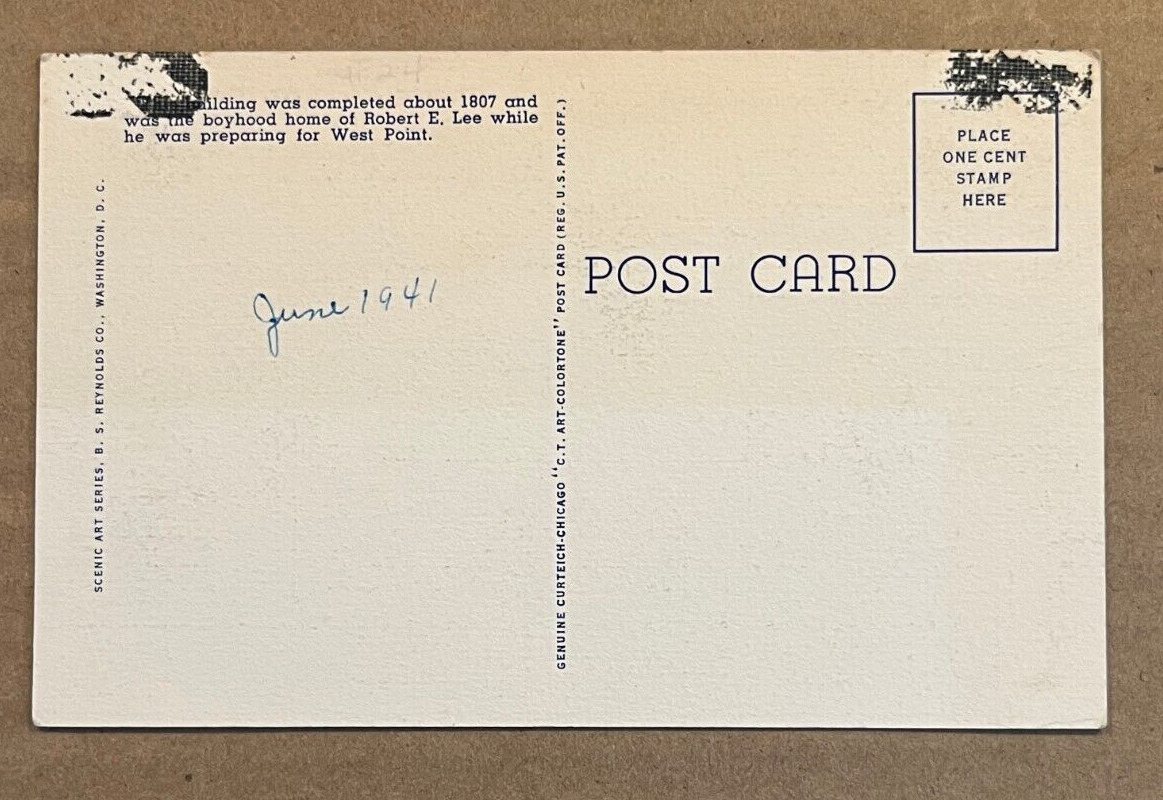 ilding was completed about 1807 and
was the boyhood home of Robert E. Lee while
he was preparing for West Point.
PLACE
ONE CENT
STAMP
HERE
POST CARD
June 1941
SCENIC ART SERIES, B. S. REYNOLDS CO., WASHINGTON, D. C.
GENUINE CURTEICH-CHICAGO "C.T. ART-COLORTONE" POST CARD (REG. U.S. PAT. OFF.)